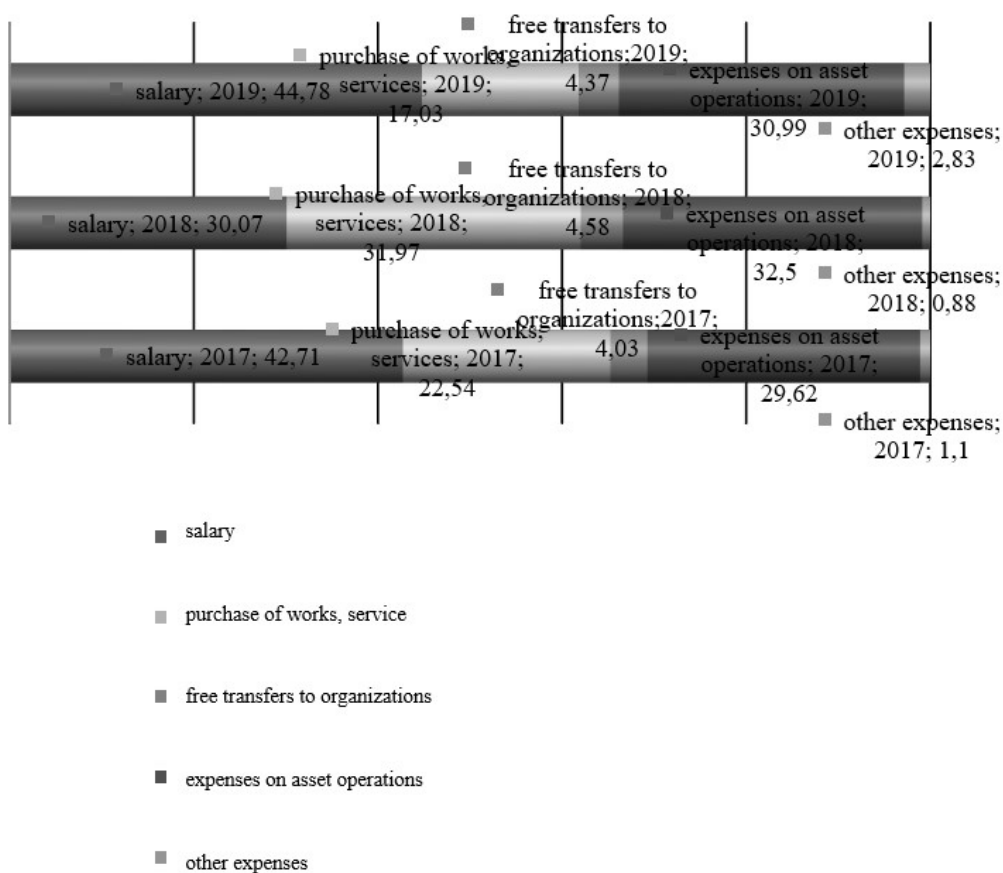 free transfers to
organizations;2019;
4,37
purchase of works,
services; 2019;
17,03
salary; 2019; 44,78
expenses on asset
operations; 2019;
30,99
other expenses;
2019; 2,83
free transfers to
organizations; 2018;
4,58
purchase of works,
services; 2018;
31,97
salary; 2018; 30,07
expenses on asset
operations; 2018;
32,5
other expenses;
2018; 0,88
free transfers to
organizations;2017;
4,03
purchase of works,
services; 2017;
22,54
salary; 2017; 42,71
expenses on asset
operations; 2017;
29,62
other expenses;
2017; 1,1
salary
purchase of works, service
free transfers to organizations
expenses on asset operations
other expenses